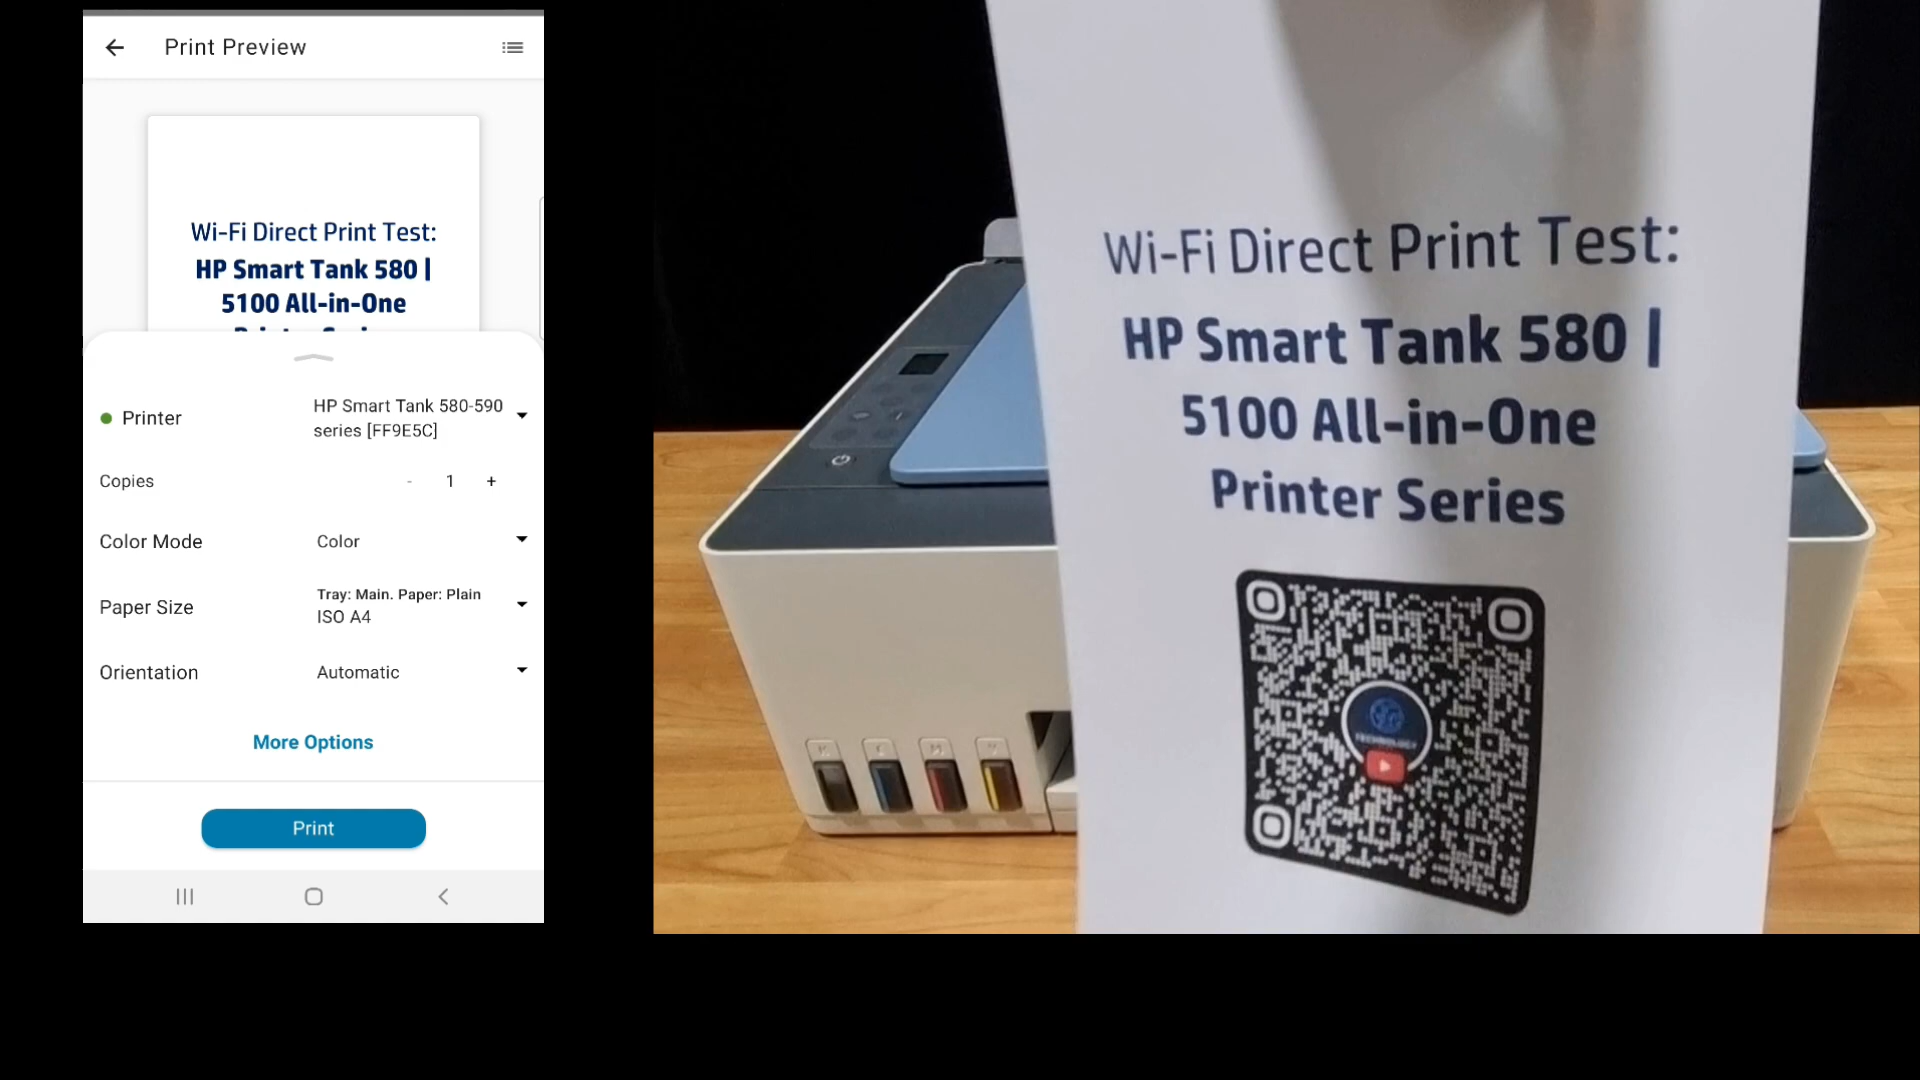 Print Preview
Wi-Fi Direct Print Test:
HP Smart Tank 580 |
5100 All-in-One
Printer
HP Smart Tank 580-590
series [FF9E5C]
Copies
- 1 +
Color Mode
Color
Paper Size
Tray: Main. Paper: Plain
ISO A4
Orientation
Automatic
More Options
Print
Wi-Fi Direct Print Test:
HP Smart Tank 580 |
5100 All-in-One
Printer Series
TECHNOLOGY
K C M Y